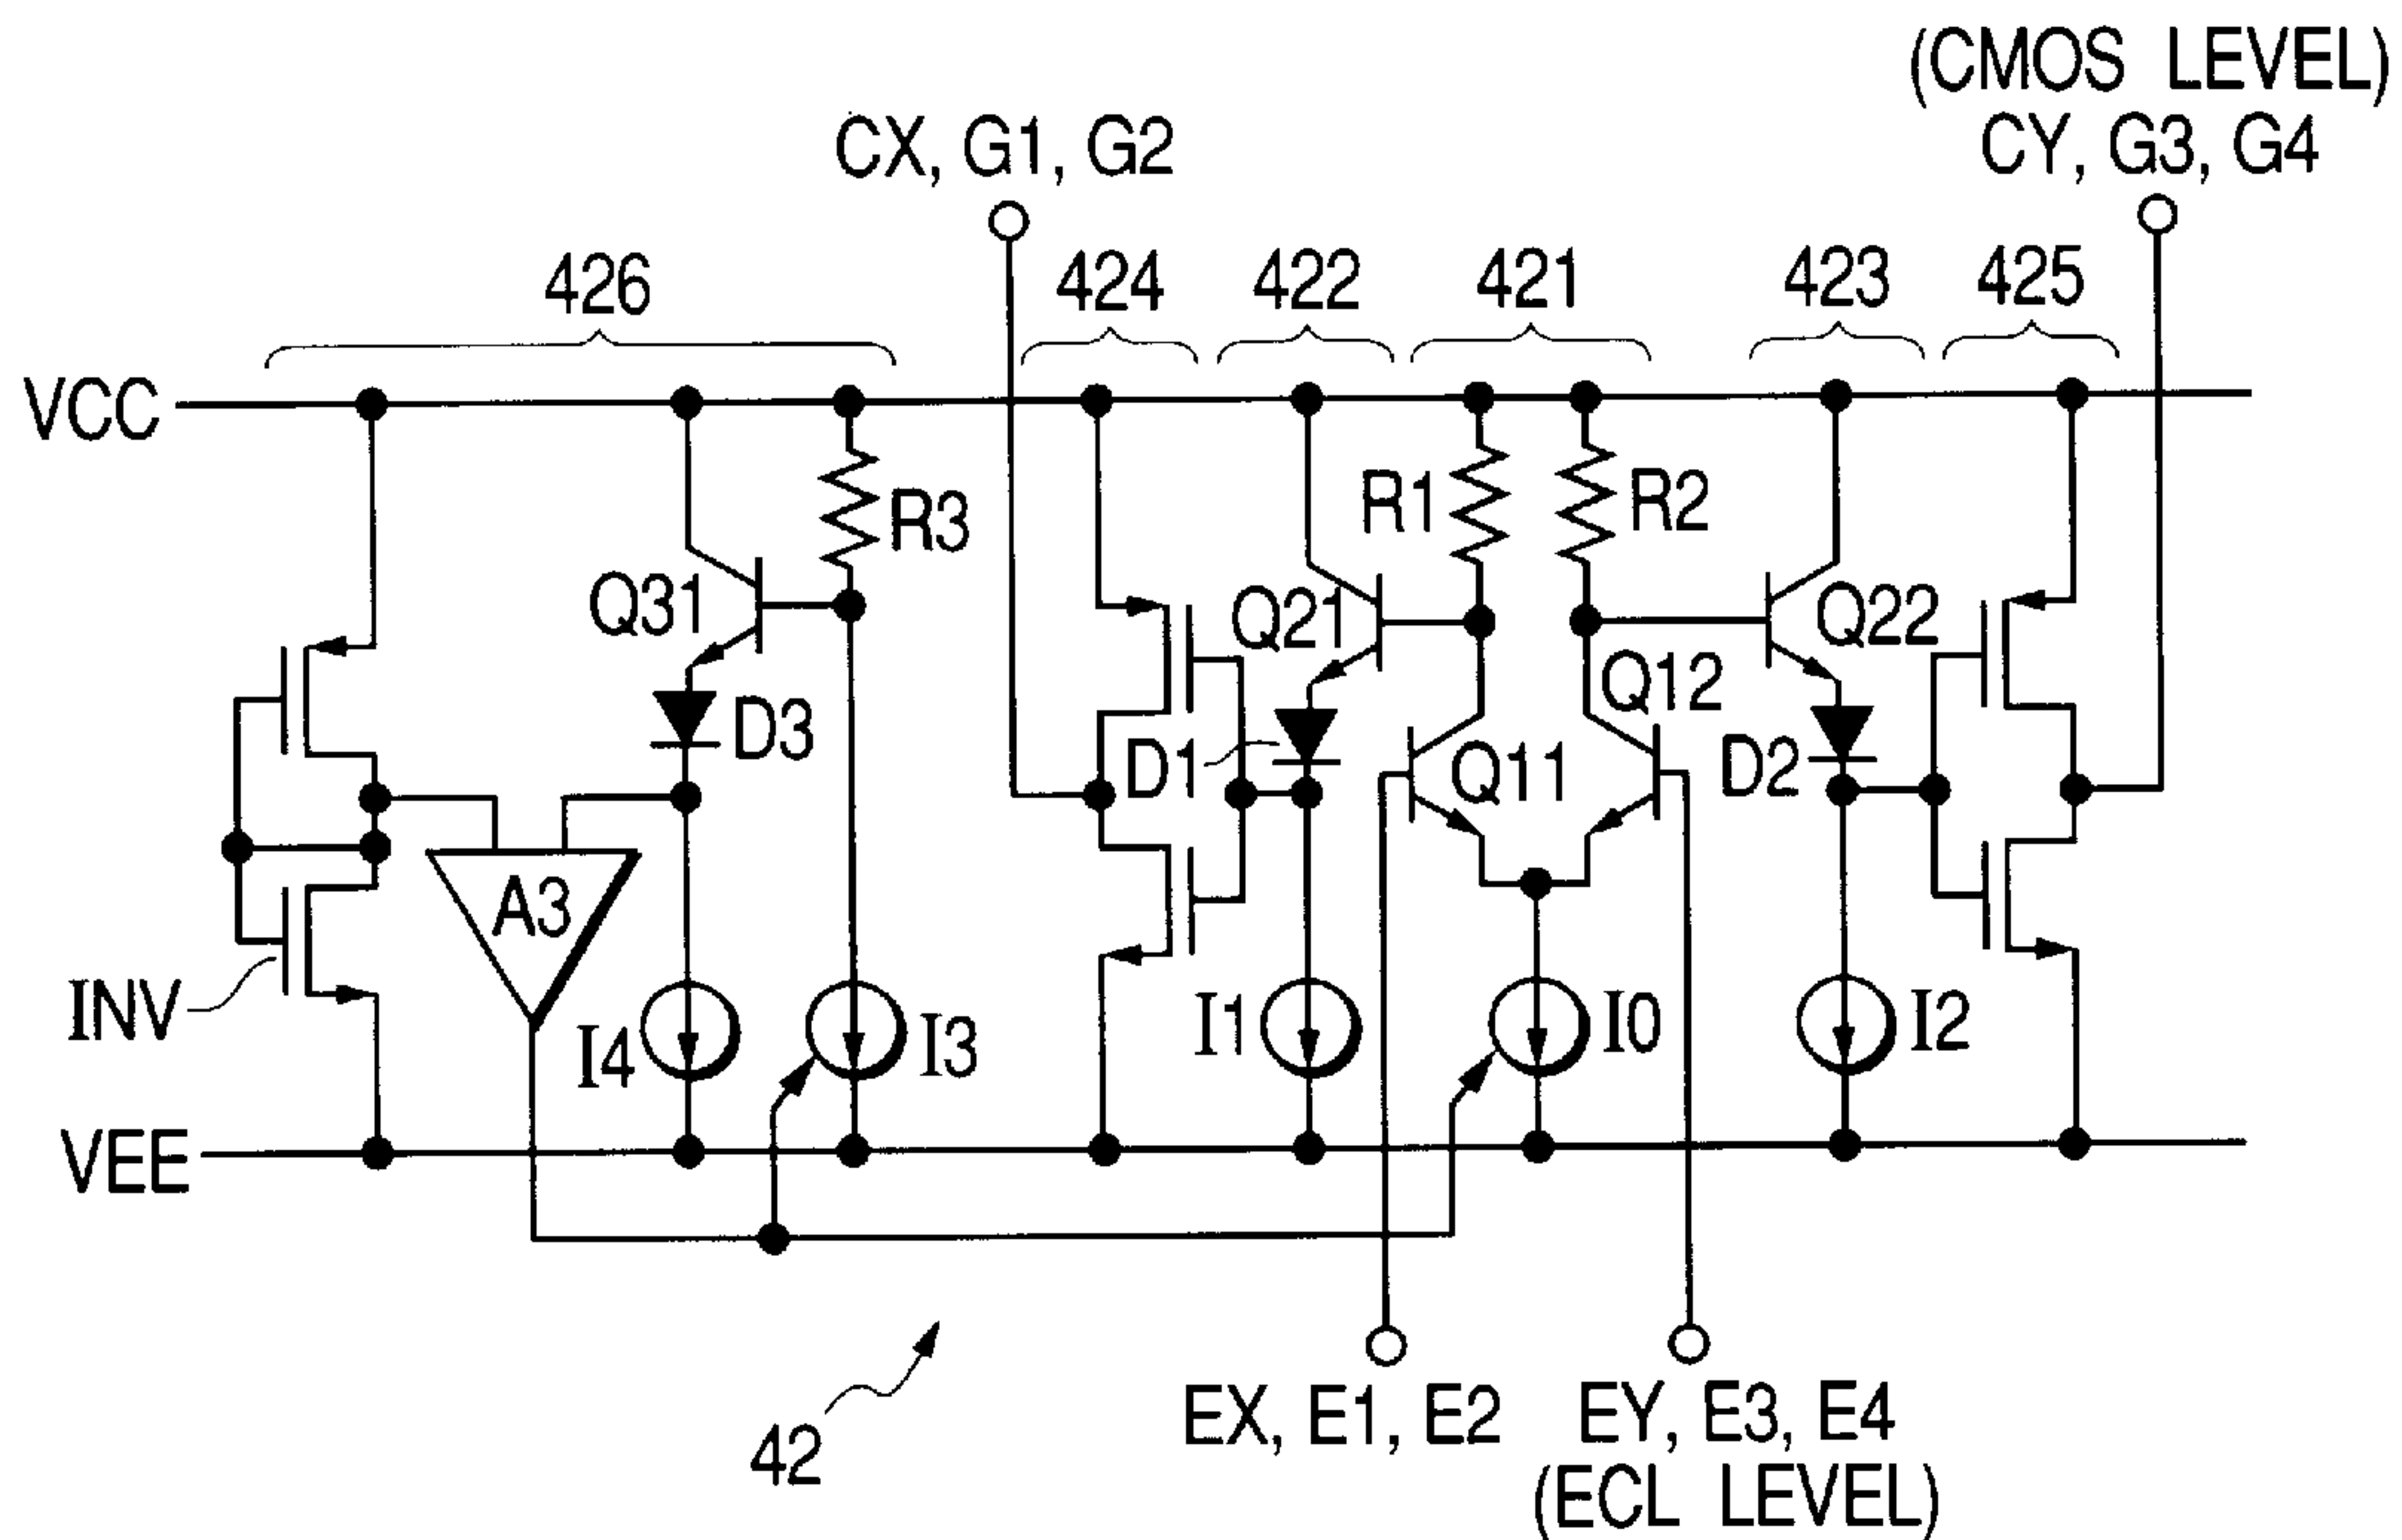 (CMOS LEVEL)
CX, G1, G2
CY, G3, G4
426
424
422
421
423
425
VCC
R3
R1
R2
Q31
Q21
Q22
Q12
D3
D1
Q11
D2
A3
INV
I4
I3
I1
I0
I2
VEE
EX, E1, E2
EY, E3, E4
42
(ECL LEVEL)